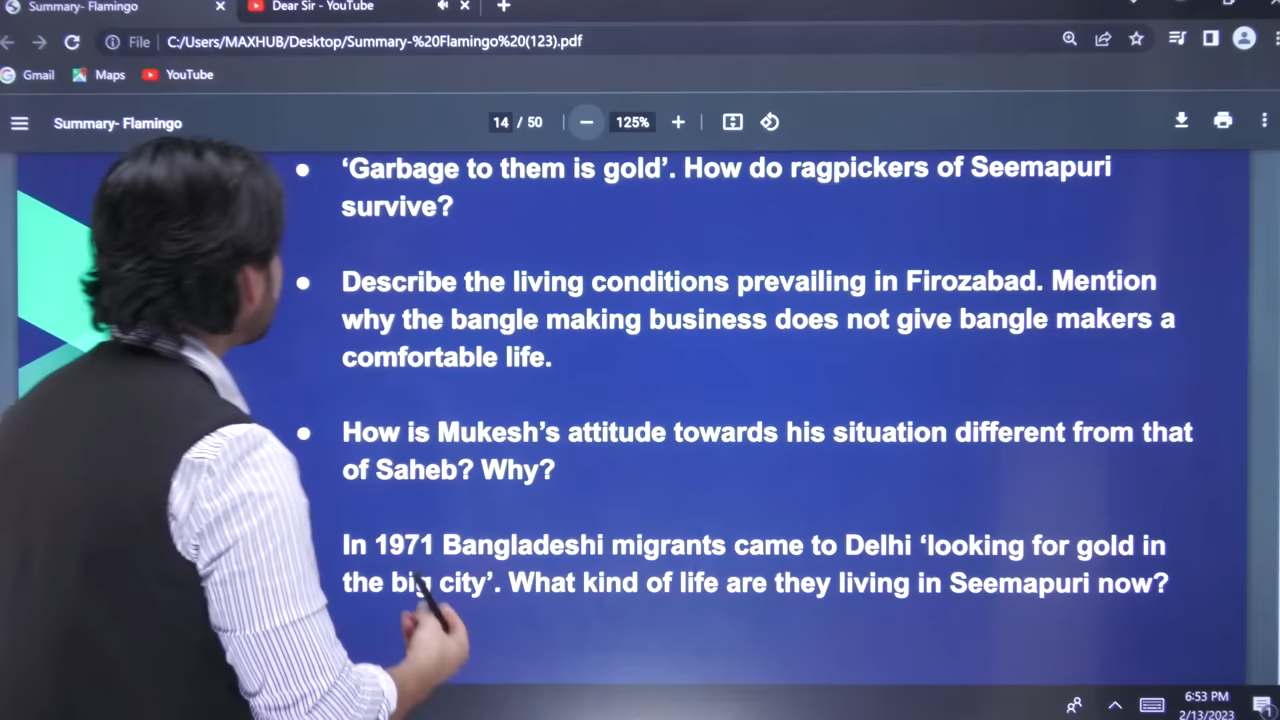 Summary- Flamingo
Dear Sir - YouTube
File C:/Users/MAXHUB/Desktop/Summary-%20Flamingo%20(123).pdf
Gmail Maps YouTube
Summary- Flamingo 14 / 50 125%
• ‘Garbage to them is gold’. How do ragpickers of Seemapuri
survive?
• Describe the living conditions prevailing in Firozabad. Mention
why the bangle making business does not give bangle makers a
comfortable life.
• How is Mukesh’s attitude towards his situation different from that
of Saheb? Why?
In 1971 Bangladeshi migrants came to Delhi ‘looking for gold in
the big city’. What kind of life are they living in Seemapuri now?
6:53 PM
2/13/2023